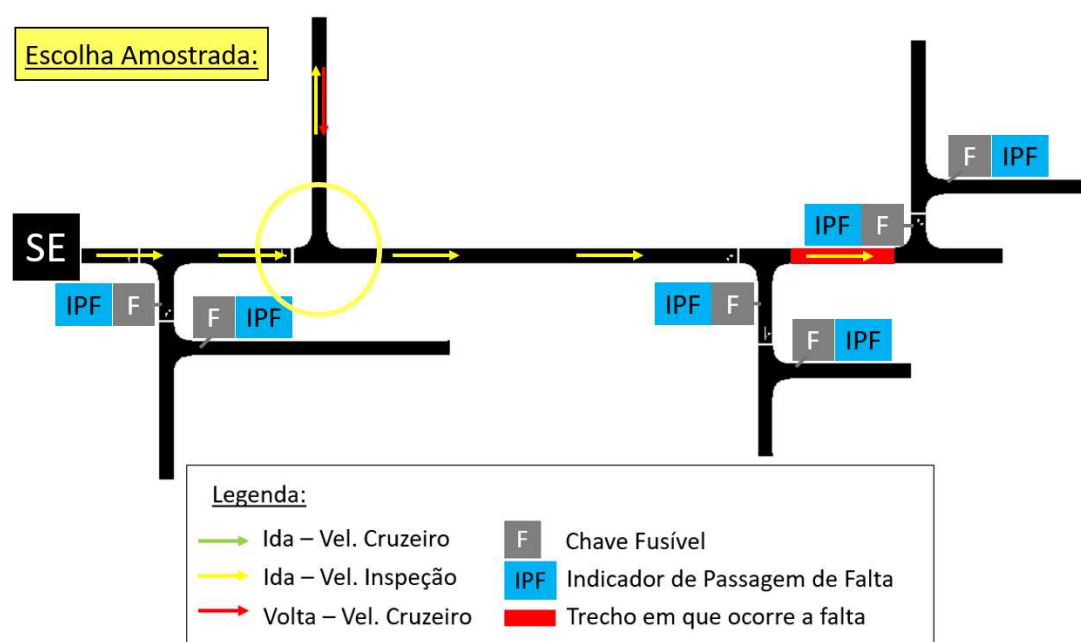 Escolha Amostrada:
F IPF
IPF F
SE
IPF F
F IPF
IPF F
F IPF
Legenda:
Ida – Vel. Cruzeiro
Ida – Vel. Inspeção
Volta – Vel. Cruzeiro
F Chave Fusível
IPF Indicador de Passagem de Falta
Trecho em que ocorre a falta